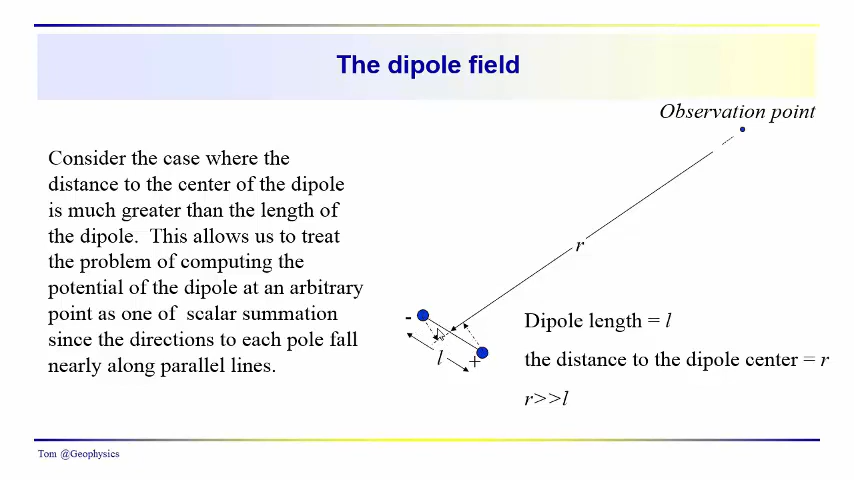 The dipole field
Observation point
Consider the case where the
distance to the center of the dipole
is much greater than the length of
the dipole.  This allows us to treat
the problem of computing the
potential of the dipole at an arbitrary
point as one of  scalar summation
since the directions to each pole fall
nearly along parallel lines.
r
-
l
+
Dipole length = l
the distance to the dipole center = r
r>>l
Tom @Geophysics